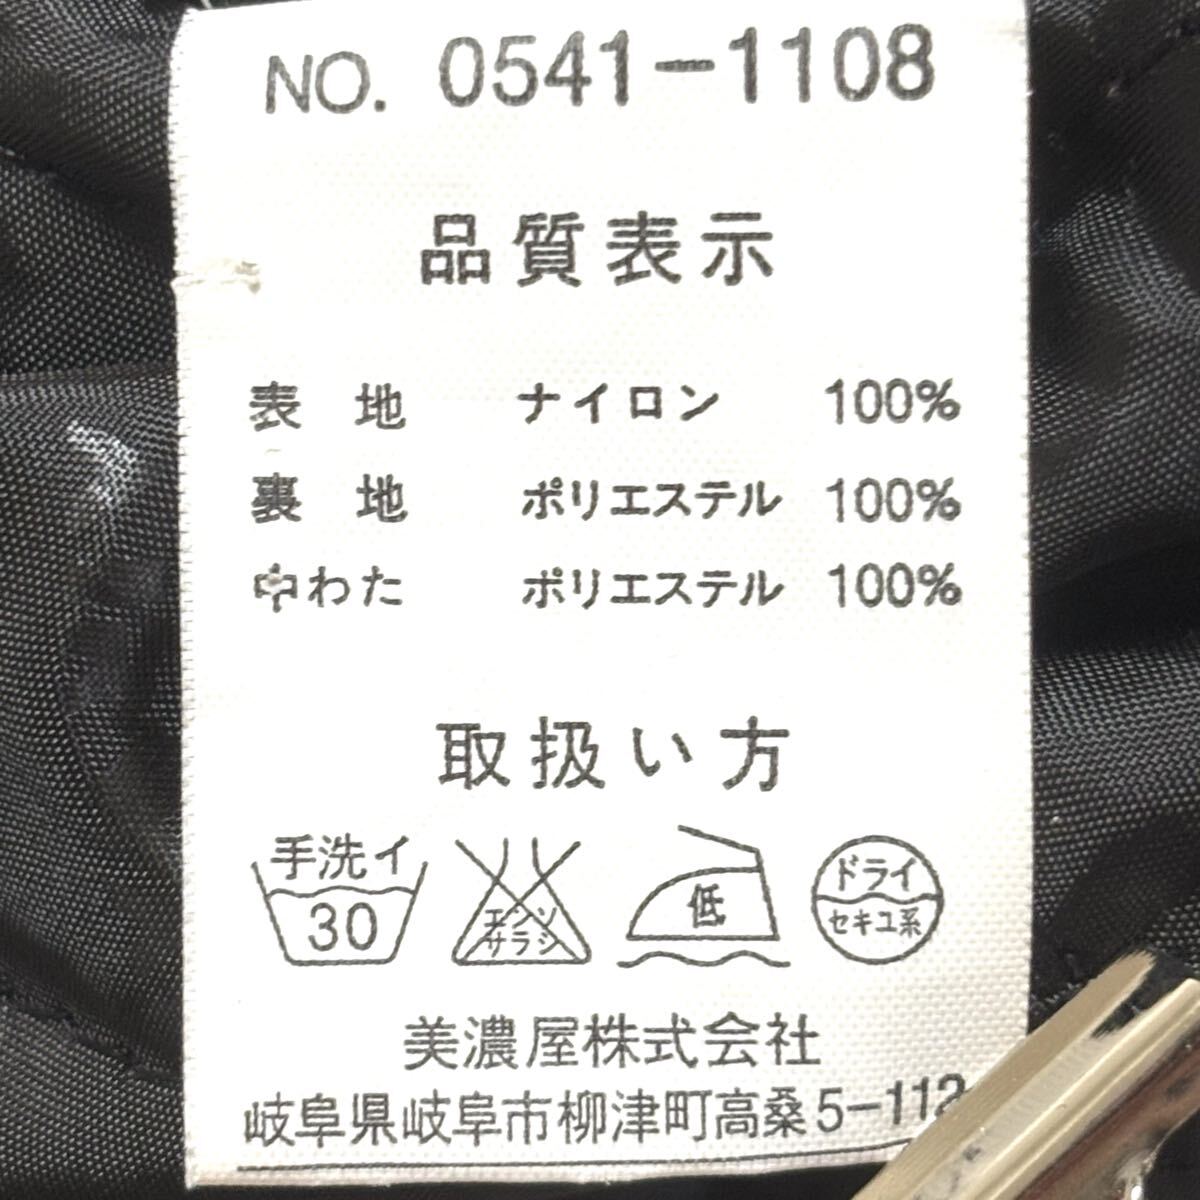 NO. 0541-1108
品質表示
表地 ナイロン 100%
裏地 ポリエステル 100%
中わた ポリエステル 100%
取扱い方
手洗イ 30
エンソサラシ
低
ドライ セキユ系
美濃屋株式会社
岐阜県岐阜市柳津町高桑5-112